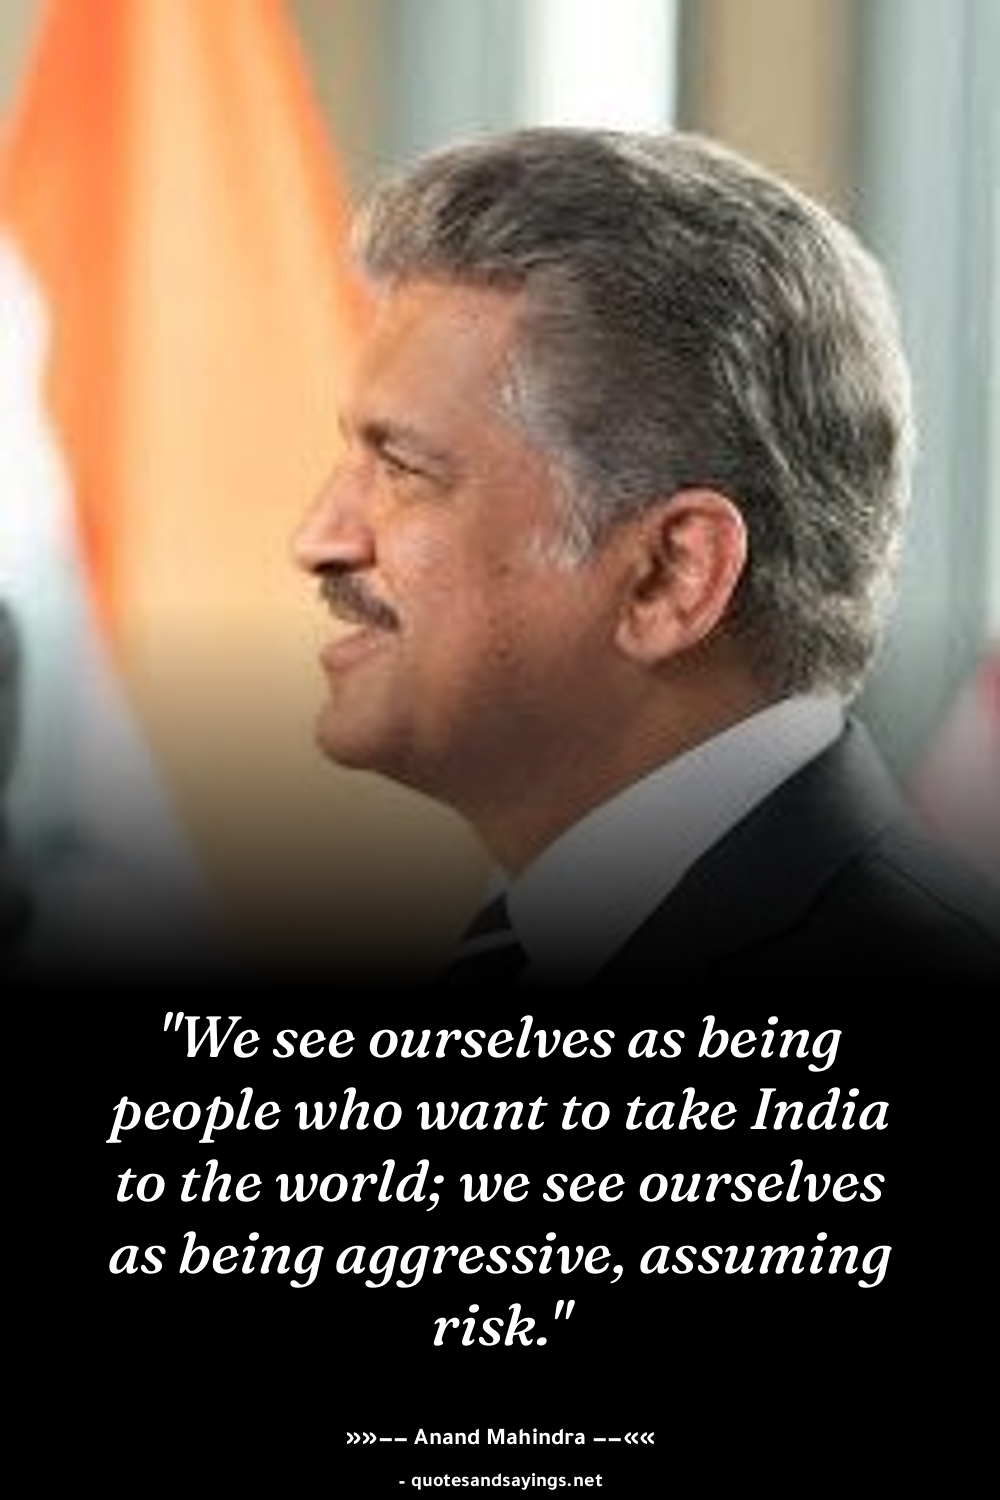 "We see ourselves as being
people who want to take India
to the world; we see ourselves
as being aggressive, assuming
risk."
»»-- Anand Mahindra --««
- quotesandsayings.net